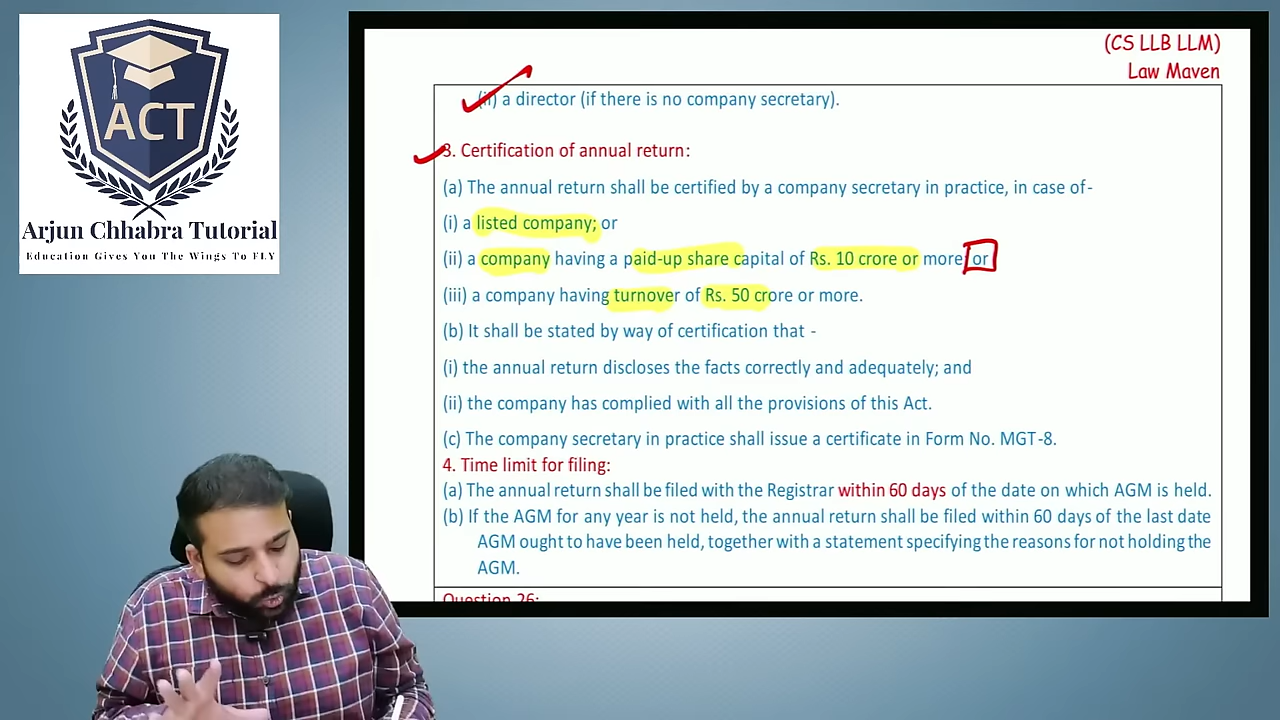 ACT
Arjun Chhabra Tutorial
Education Gives You The Wings To FLY
(CS LLB LLM)
Law Maven
(ii) a director (if there is no company secretary).
3. Certification of annual return:
(a) The annual return shall be certified by a company secretary in practice, in case of-
(i) a listed company; or
(ii) a company having a paid-up share capital of Rs. 10 crore or more or
(iii) a company having turnover of Rs. 50 crore or more.
(b) It shall be stated by way of certification that -
(i) the annual return discloses the facts correctly and adequately; and
(ii) the company has complied with all the provisions of this Act.
(c) The company secretary in practice shall issue a certificate in Form No. MGT-8.
4. Time limit for filing:
(a) The annual return shall be filed with the Registrar within 60 days of the date on which AGM is held.
(b) If the AGM for any year is not held, the annual return shall be filed within 60 days of the last date
AGM ought to have been held, together with a statement specifying the reasons for not holding the
AGM.
Question 26: